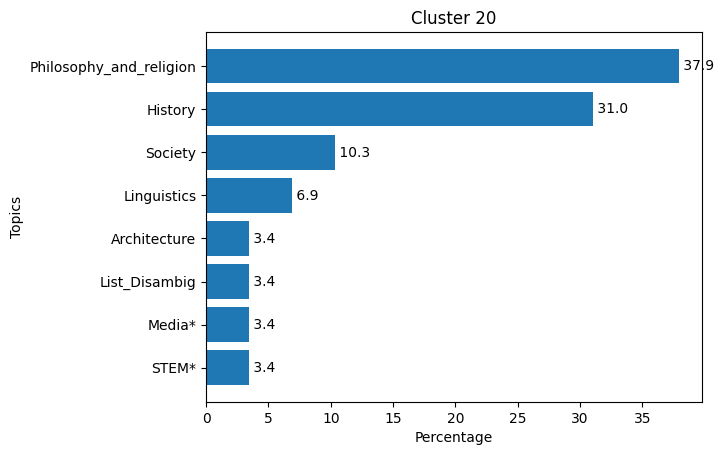 Cluster 20
Philosophy_and_religion 37.9
History 31.0
Society 10.3
Linguistics 6.9
Architecture 3.4
List_Disambig 3.4
Media* 3.4
STEM* 3.4
Topics
0 5 10 15 20 25 30 35
Percentage